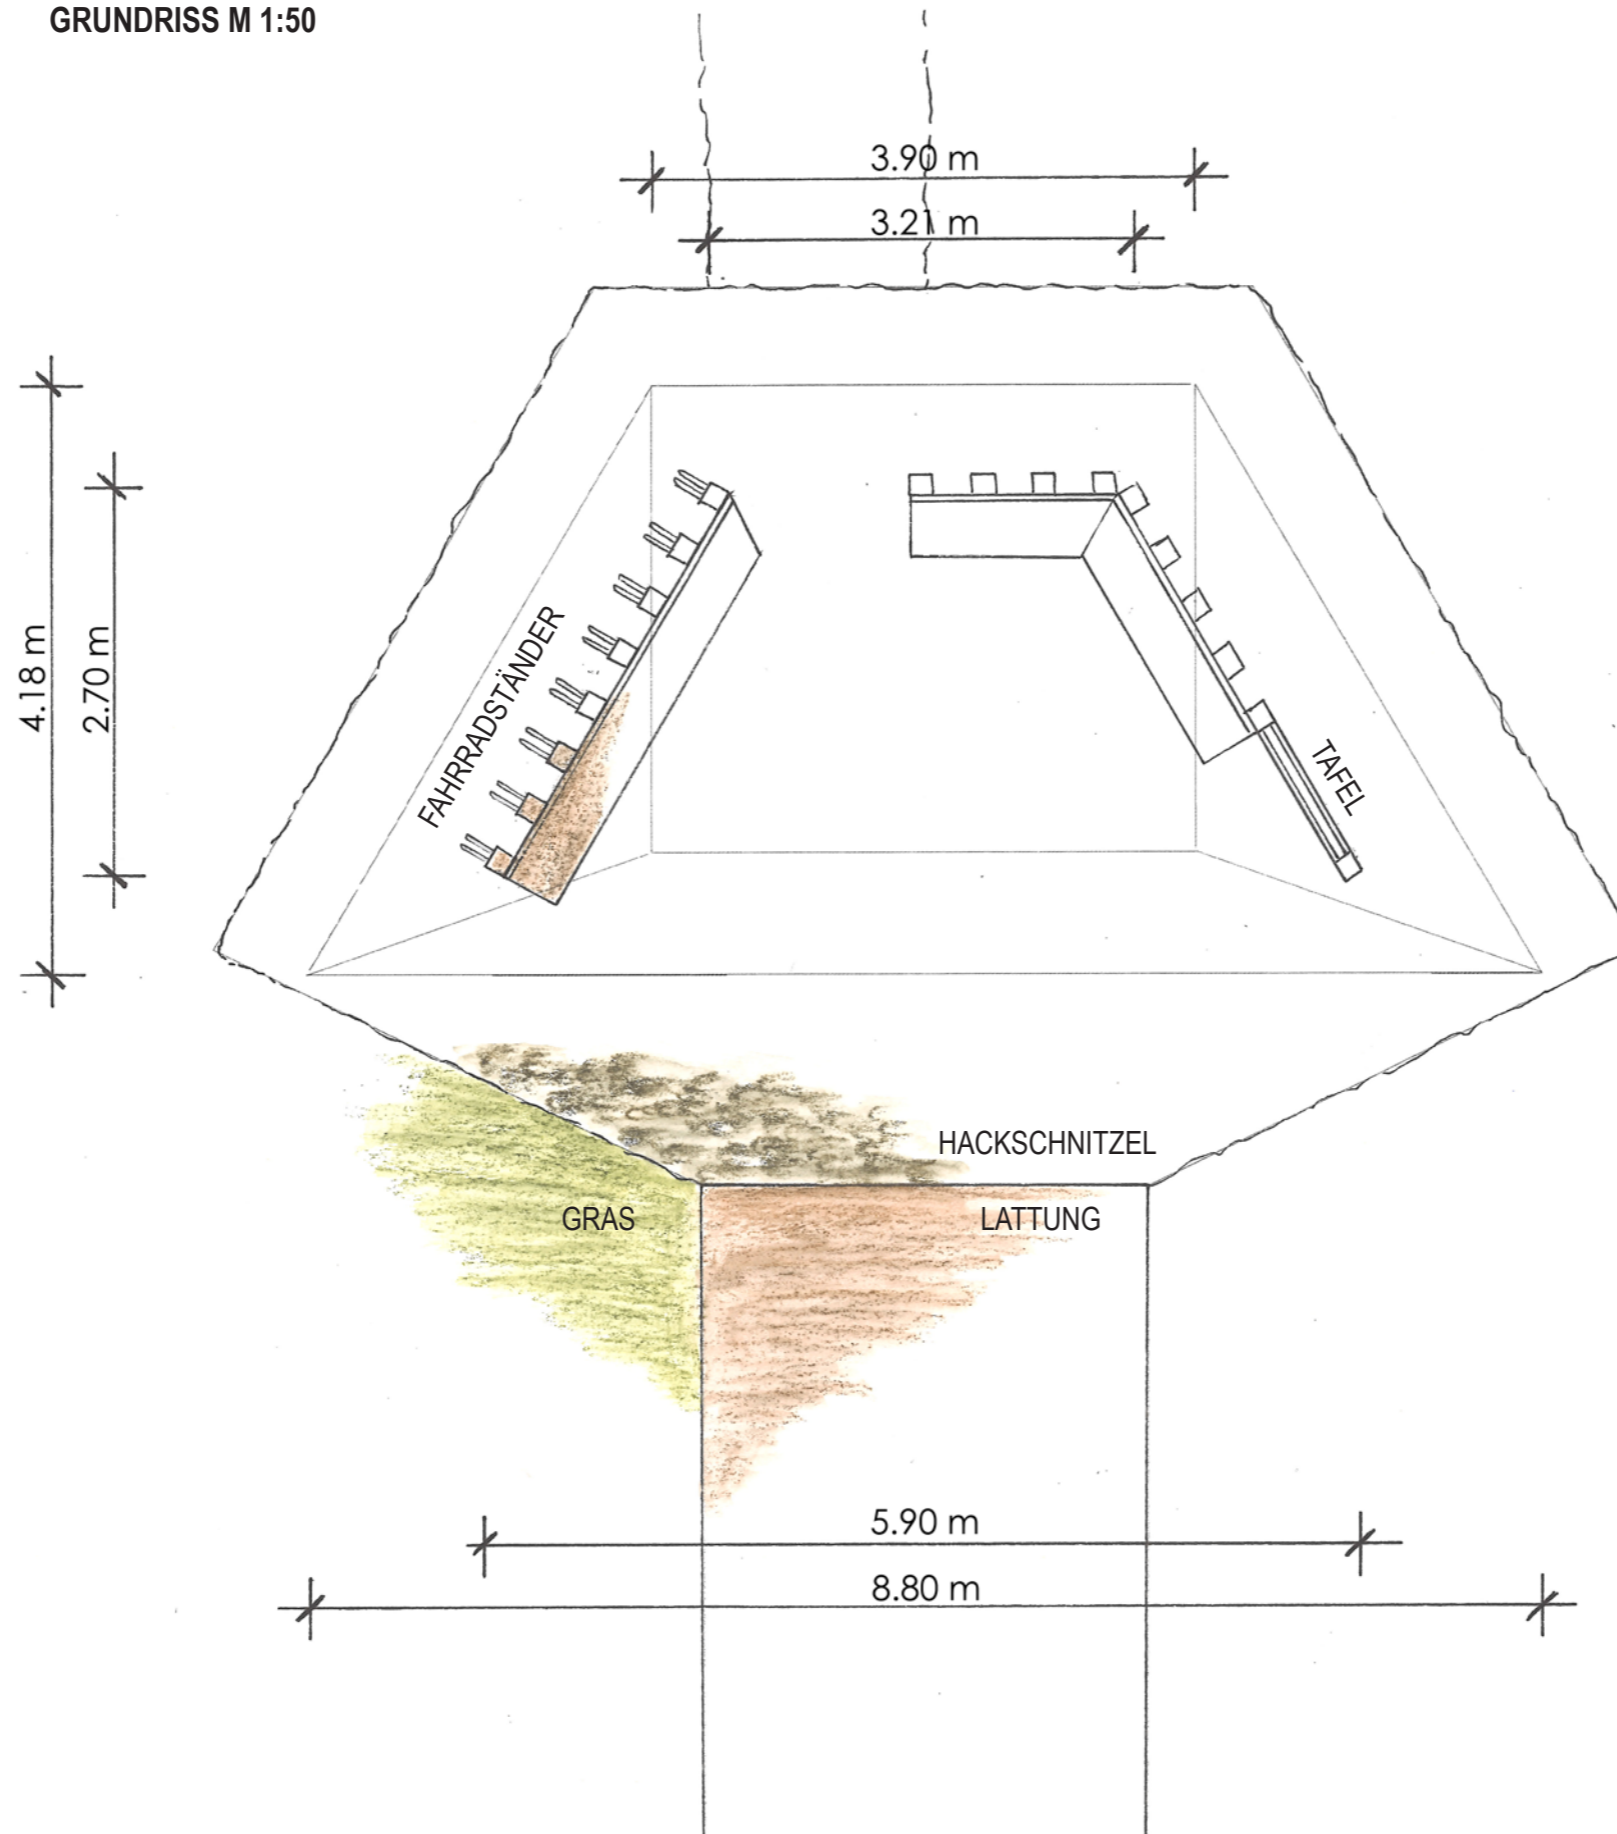 GRUNDRISS M 1:50
3.90 m
3.21 m
4.18 m
2.70 m
FAHRRADSTÄNDER
TAFEL
HACKSCHNITZEL
GRAS
LATTUNG
5.90 m
8.80 m